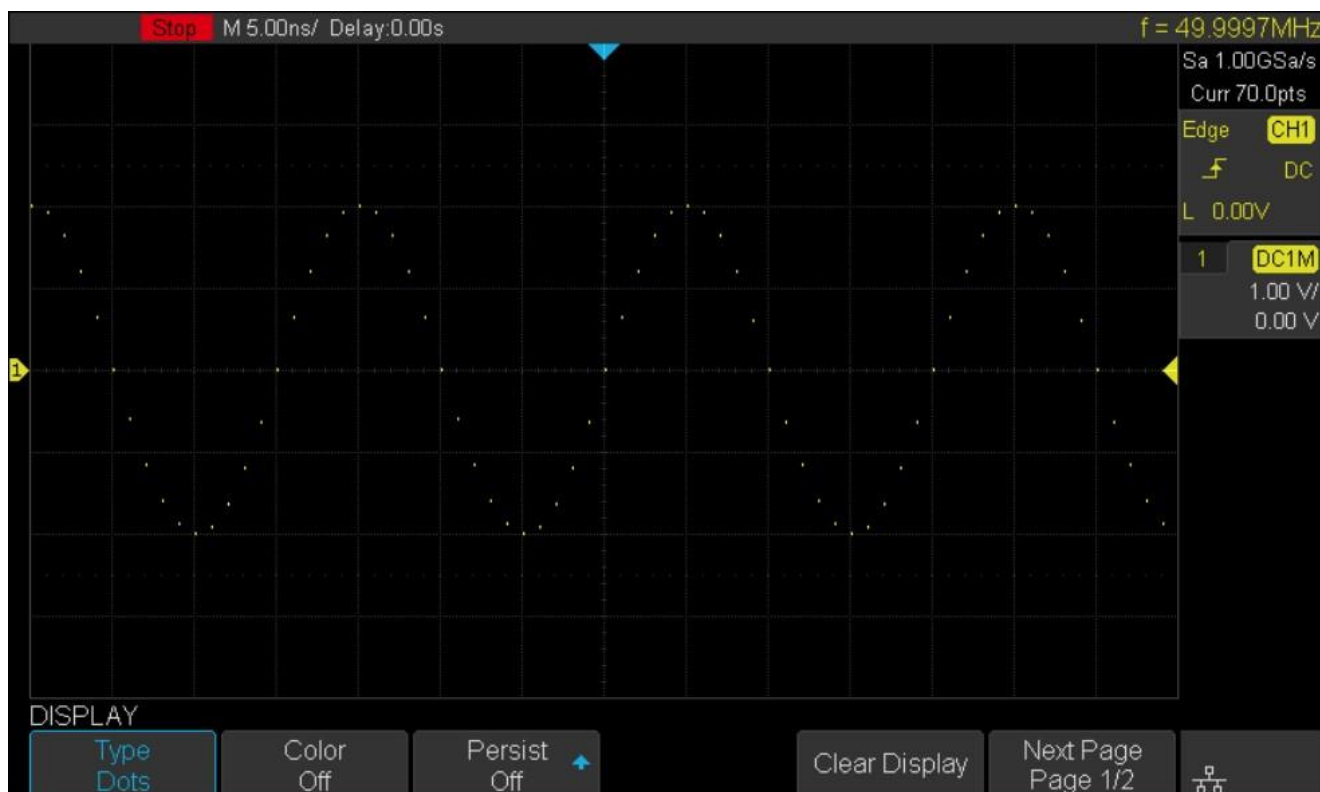 Stop M 5.00ns/ Delay:0.00s f = 49.9997MHz
Sa 1.00GSa/s
Curr 70.0pts
Edge CH1
DC
L 0.00V
1 DC1M
1.00 V/
0.00 V
1
DISPLAY
Type Color Persist Clear Display Next Page
Dots Off Off Page 1/2